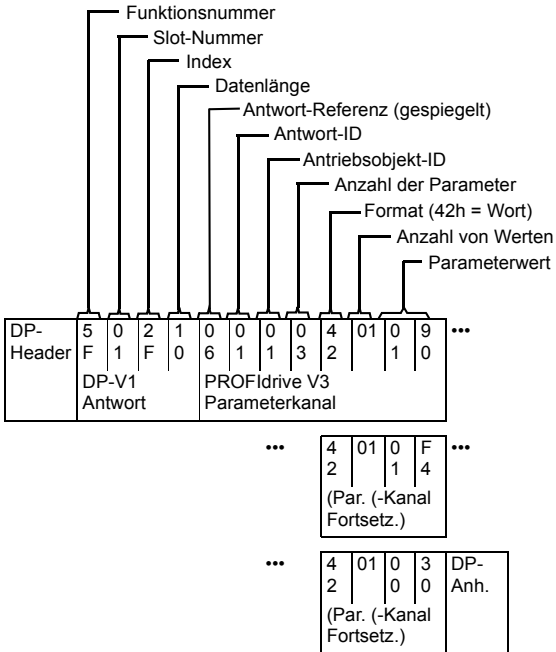 Funktionsnummer
Slot-Nummer
Index
Datenlänge
Antwort-Referenz (gespiegelt)
Antwort-ID
Antriebsobjekt-ID
Anzahl der Parameter
Format (42h = Wort)
Anzahl von Werten
Parameterwert
DP- 5 0 2 1 0 0 0 0 4 01 0 9 •••
Header F 1 F 0 6 1 1 3 2 1 0
DP-V1 PROFIdrive V3
Antwort Parameterkanal
••• 4 01 0 F •••
2 1 4
(Par. (-Kanal
Fortsetz.)
••• 4 01 0 3 DP-
2 0 0 Anh.
(Par. (-Kanal
Fortsetz.)